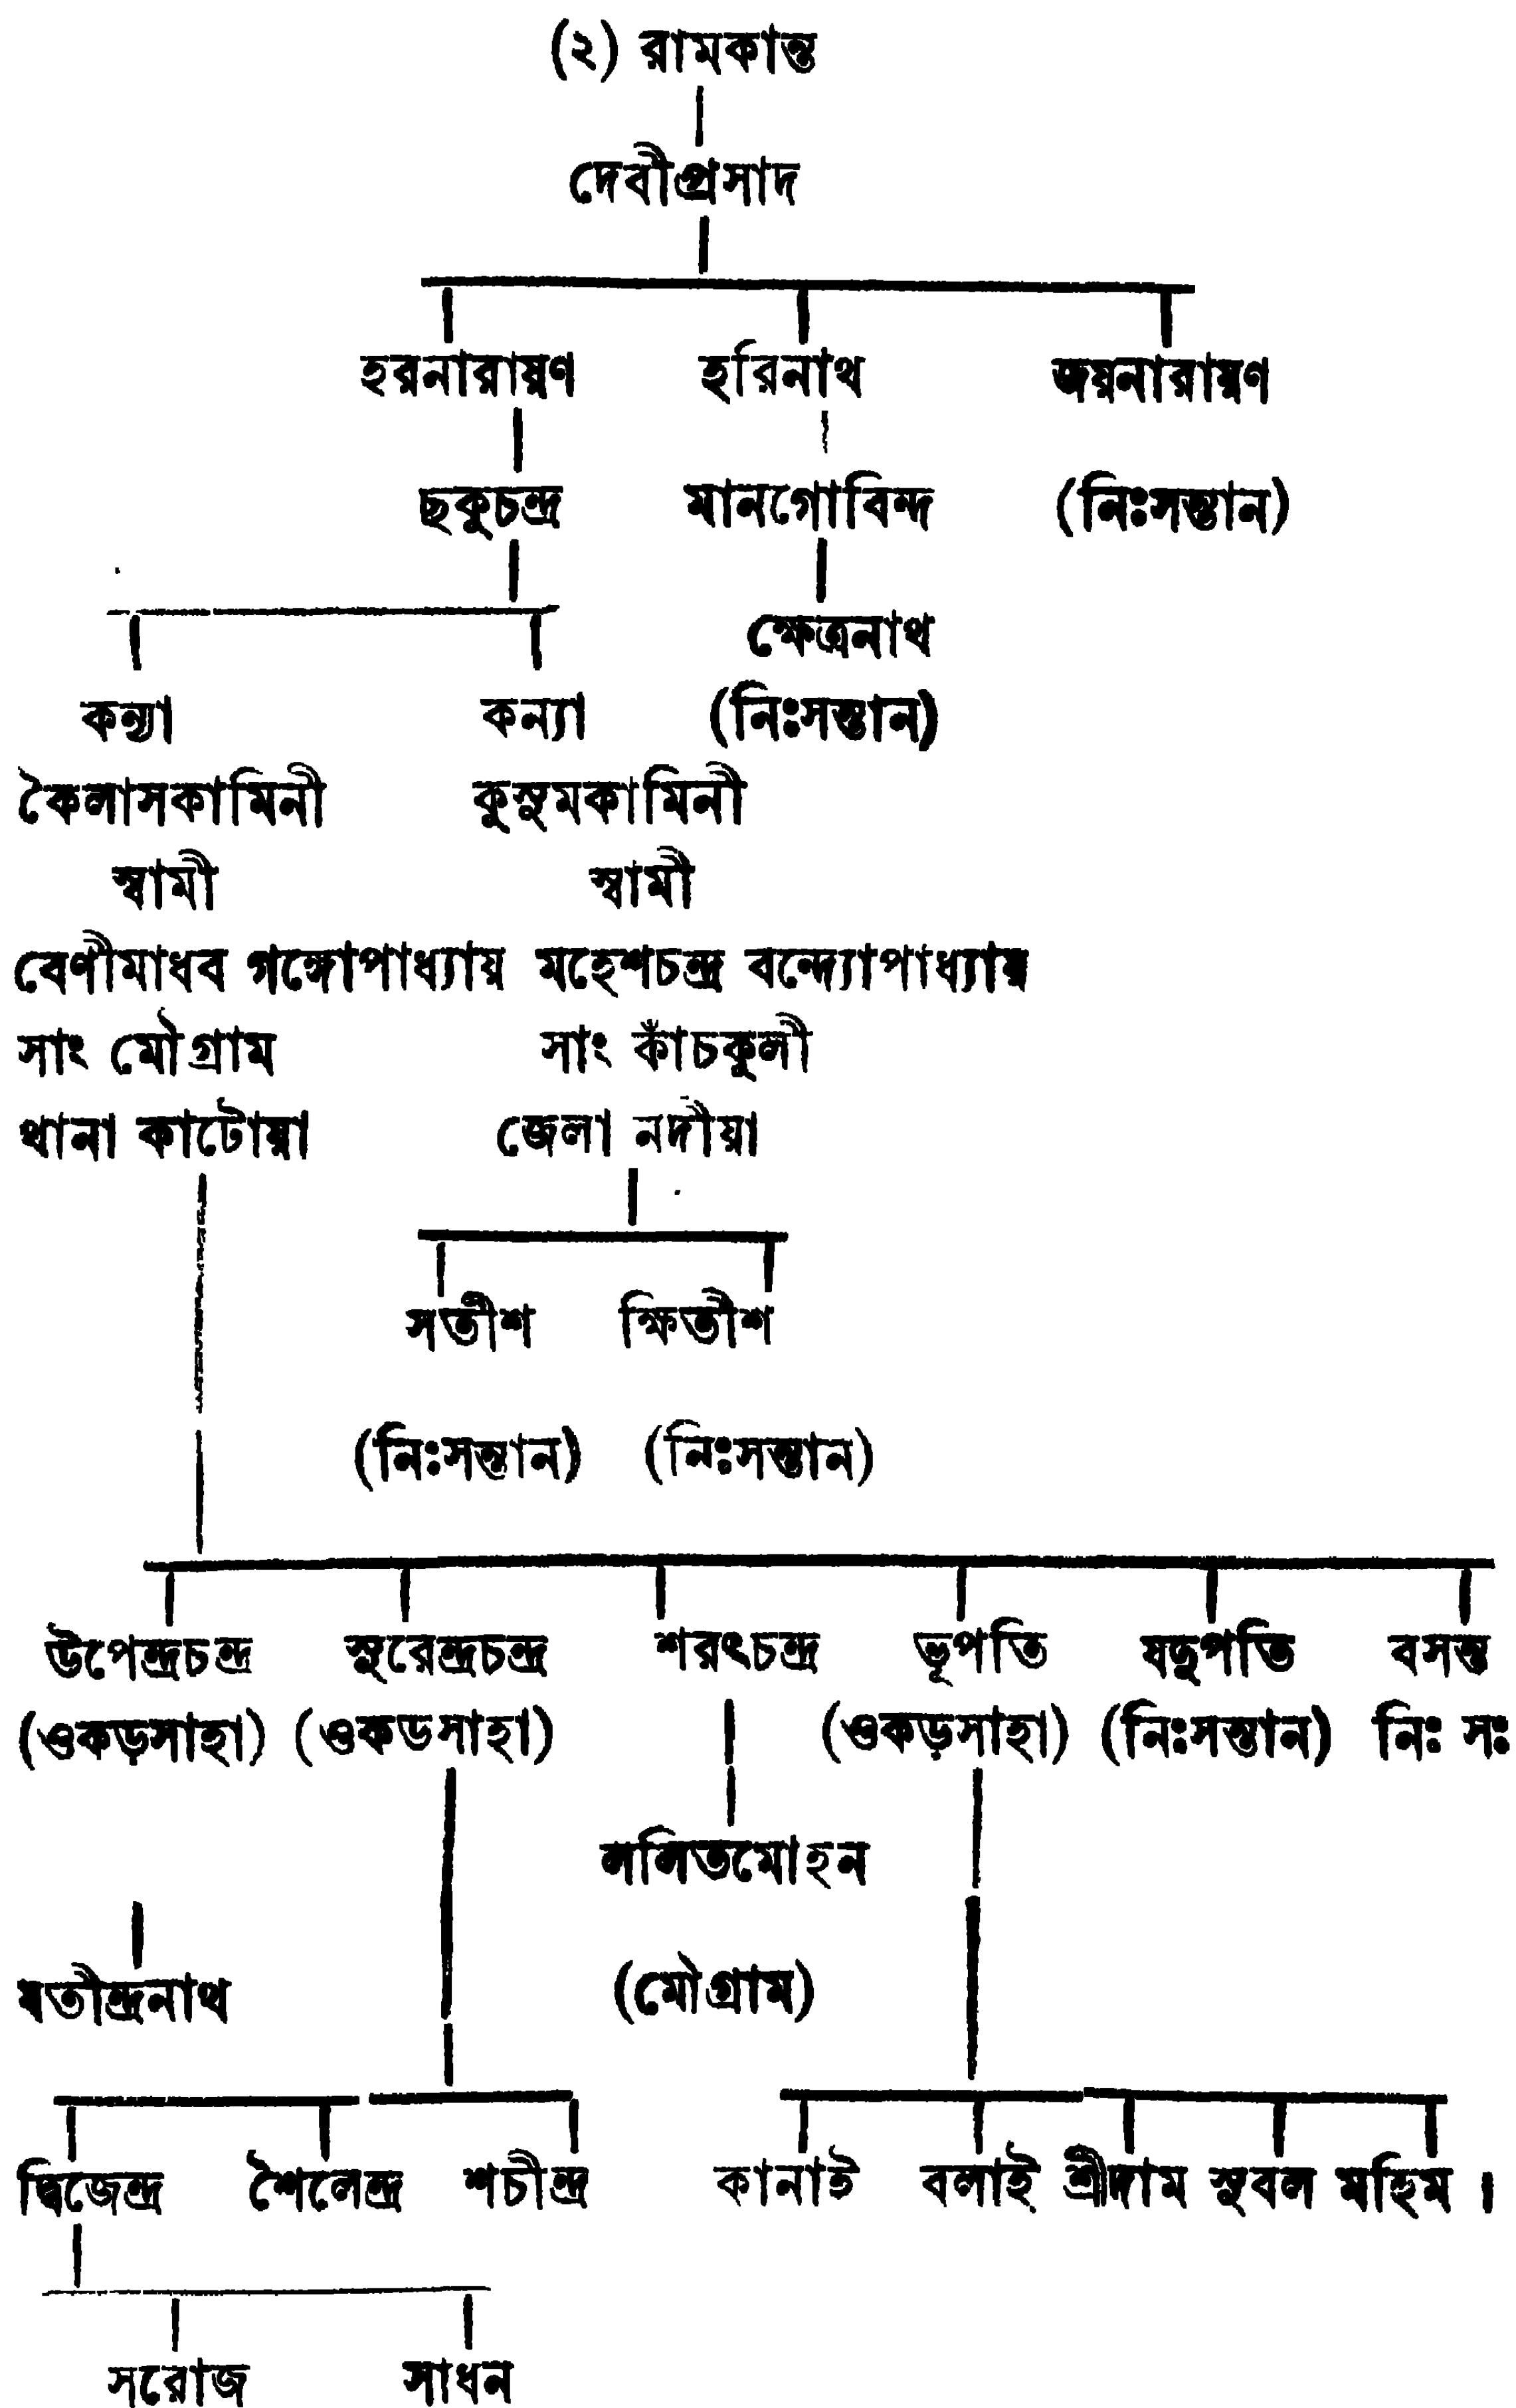 (২) রামকান্ত
দেবীপ্রসাদ
হরনারায়ণ হরিনাথ জয়নারায়ণ
ছকুচন্দ্র মানগোবিন্দ (নিঃসন্তান)
ক্ষেত্রনাথ
কন্যা কন্যা (নিঃসন্তান)
কৈলাসকামিনী কুসুমকামিনী
স্বামী স্বামী
বেণীমাধব গঙ্গোপাধ্যায় মহেশচন্দ্র বন্দ্যোপাধ্যায়
সাং মৌগ্রাম সাং কাঁচকুলী
থানা কাটোয়া জেলা নদীয়া
সতীশ ক্ষিতীশ
(নিঃসন্তান) (নিঃসন্তান)
উপেন্দ্রচন্দ্র সুরেন্দ্রচন্দ্র শরৎচন্দ্র ভূপতি যদুপতি বসন্ত
(ওকড়সাহা) (ওকডসাহা) (ওকড়সাহা) (নিঃসন্তান) নিঃ সঃ
ললিতমোহন
যতীন্দ্রনাথ (মৌগ্রাম)
দ্বিজেন্দ্র শৈলেন্দ্র শচীন্দ্র কানাই বলাই শ্রীদাম সুবল মহিম ।
সরোজ সাধন